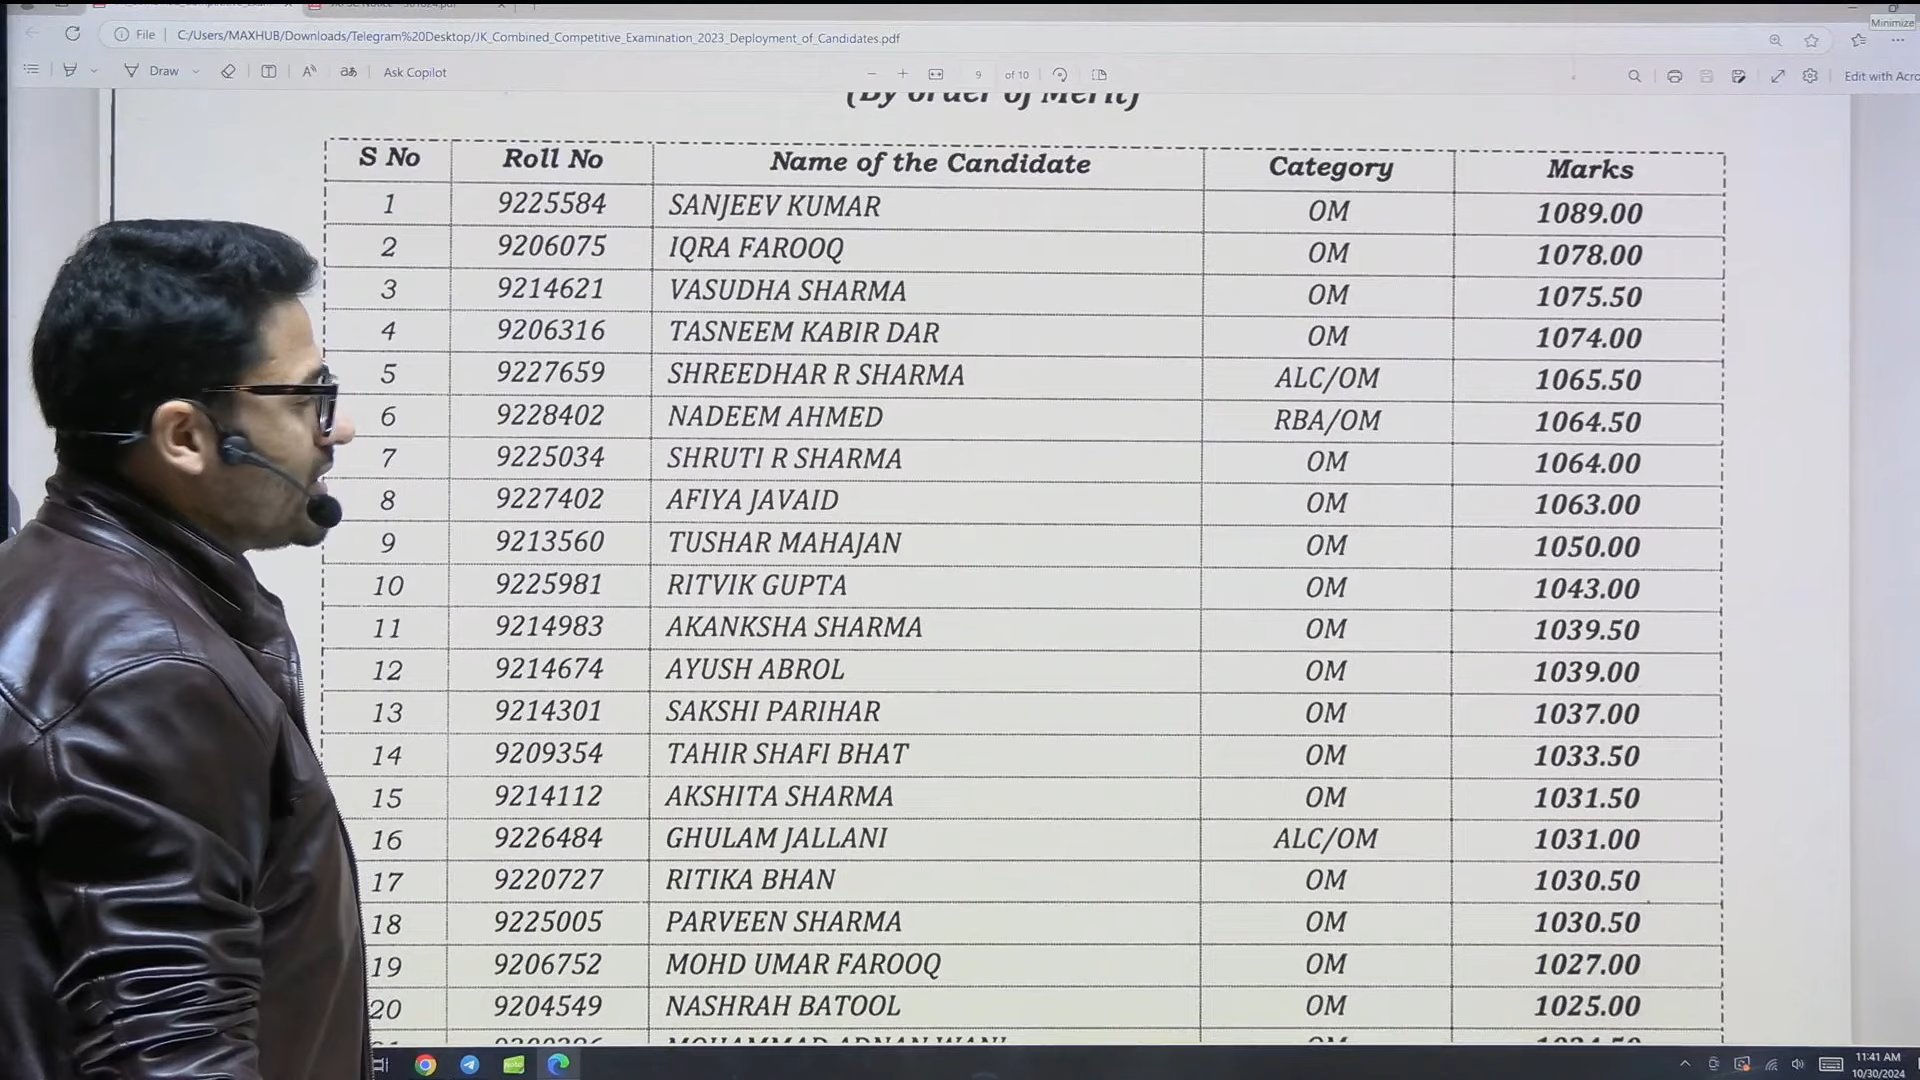 Minimize
File C:/Users/MAXHUB/Downloads/Telegram%20Desktop/JK_Combined_Competitive_Examination_2023_Deployment_of_Candidates.pdf
Draw Ask Copilot 9 of 10 Edit with Acro
(By order of Merit)
S No Roll No Name of the Candidate Category Marks
1 9225584 SANJEEV KUMAR OM 1089.00
2 9206075 IQRA FAROOQ OM 1078.00
3 9214621 VASUDHA SHARMA OM 1075.50
4 9206316 TASNEEM KABIR DAR OM 1074.00
5 9227659 SHREEDHAR R SHARMA ALC/OM 1065.50
6 9228402 NADEEM AHMED RBA/OM 1064.50
7 9225034 SHRUTI R SHARMA OM 1064.00
8 9227402 AFIYA JAVAID OM 1063.00
9 9213560 TUSHAR MAHAJAN OM 1050.00
10 9225981 RITVIK GUPTA OM 1043.00
11 9214983 AKANKSHA SHARMA OM 1039.50
12 9214674 AYUSH ABROL OM 1039.00
13 9214301 SAKSHI PARIHAR OM 1037.00
14 9209354 TAHIR SHAFI BHAT OM 1033.50
15 9214112 AKSHITA SHARMA OM 1031.50
16 9226484 GHULAM JALLANI ALC/OM 1031.00
17 9220727 RITIKA BHAN OM 1030.50
18 9225005 PARVEEN SHARMA OM 1030.50
19 9206752 MOHD UMAR FAROOQ OM 1027.00
20 9204549 NASHRAH BATOOL OM 1025.00
MOHAMMAD ADNAN WANI OM
11:41 AM
10/30/2024